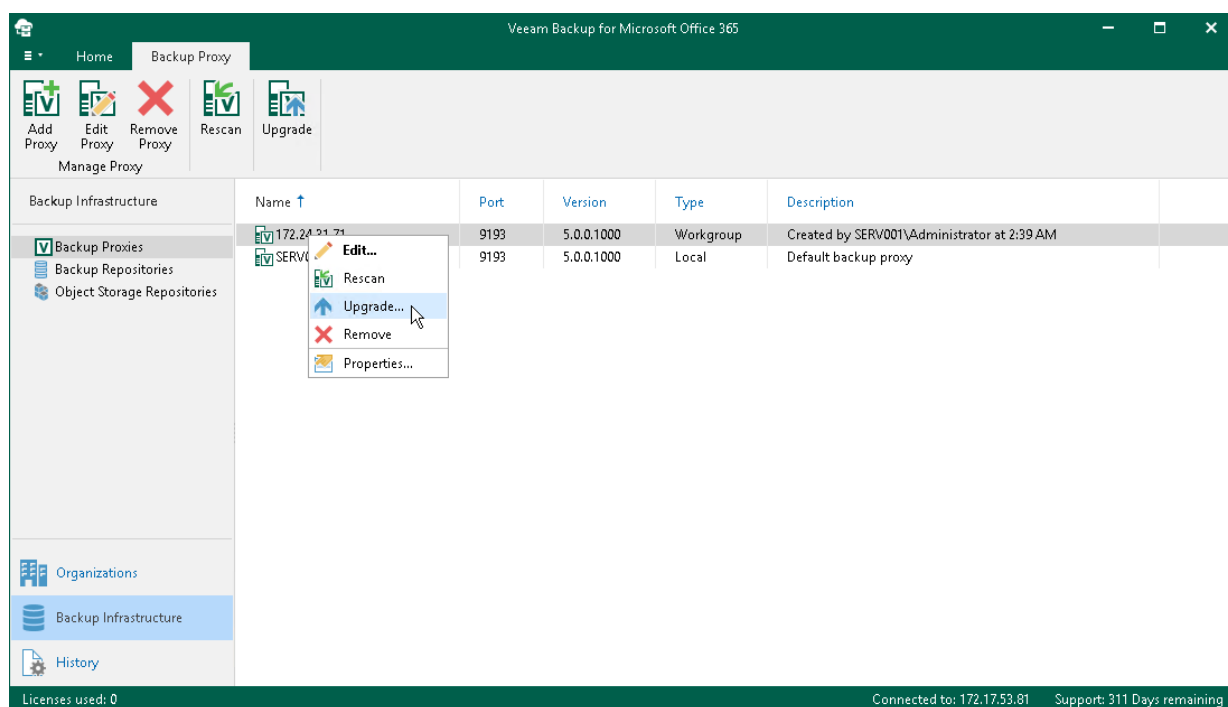 Veeam Backup for Microsoft Office 365
Home Backup Proxy
Add Proxy Edit Proxy Remove Proxy Rescan Upgrade
Manage Proxy
Backup Infrastructure
Backup Proxies
Backup Repositories
Object Storage Repositories
Organizations
Backup Infrastructure
History
Name Port Version Type Description
172.24.31.71 9193 5.0.0.1000 Workgroup Created by SERV001\Administrator at 2:39 AM
9193 5.0.0.1000 Local Default backup proxy
Edit...
Rescan
Upgrade...
Remove
Properties...
Licenses used: 0 Connected to: 172.17.53.81 Support: 311 Days remaining